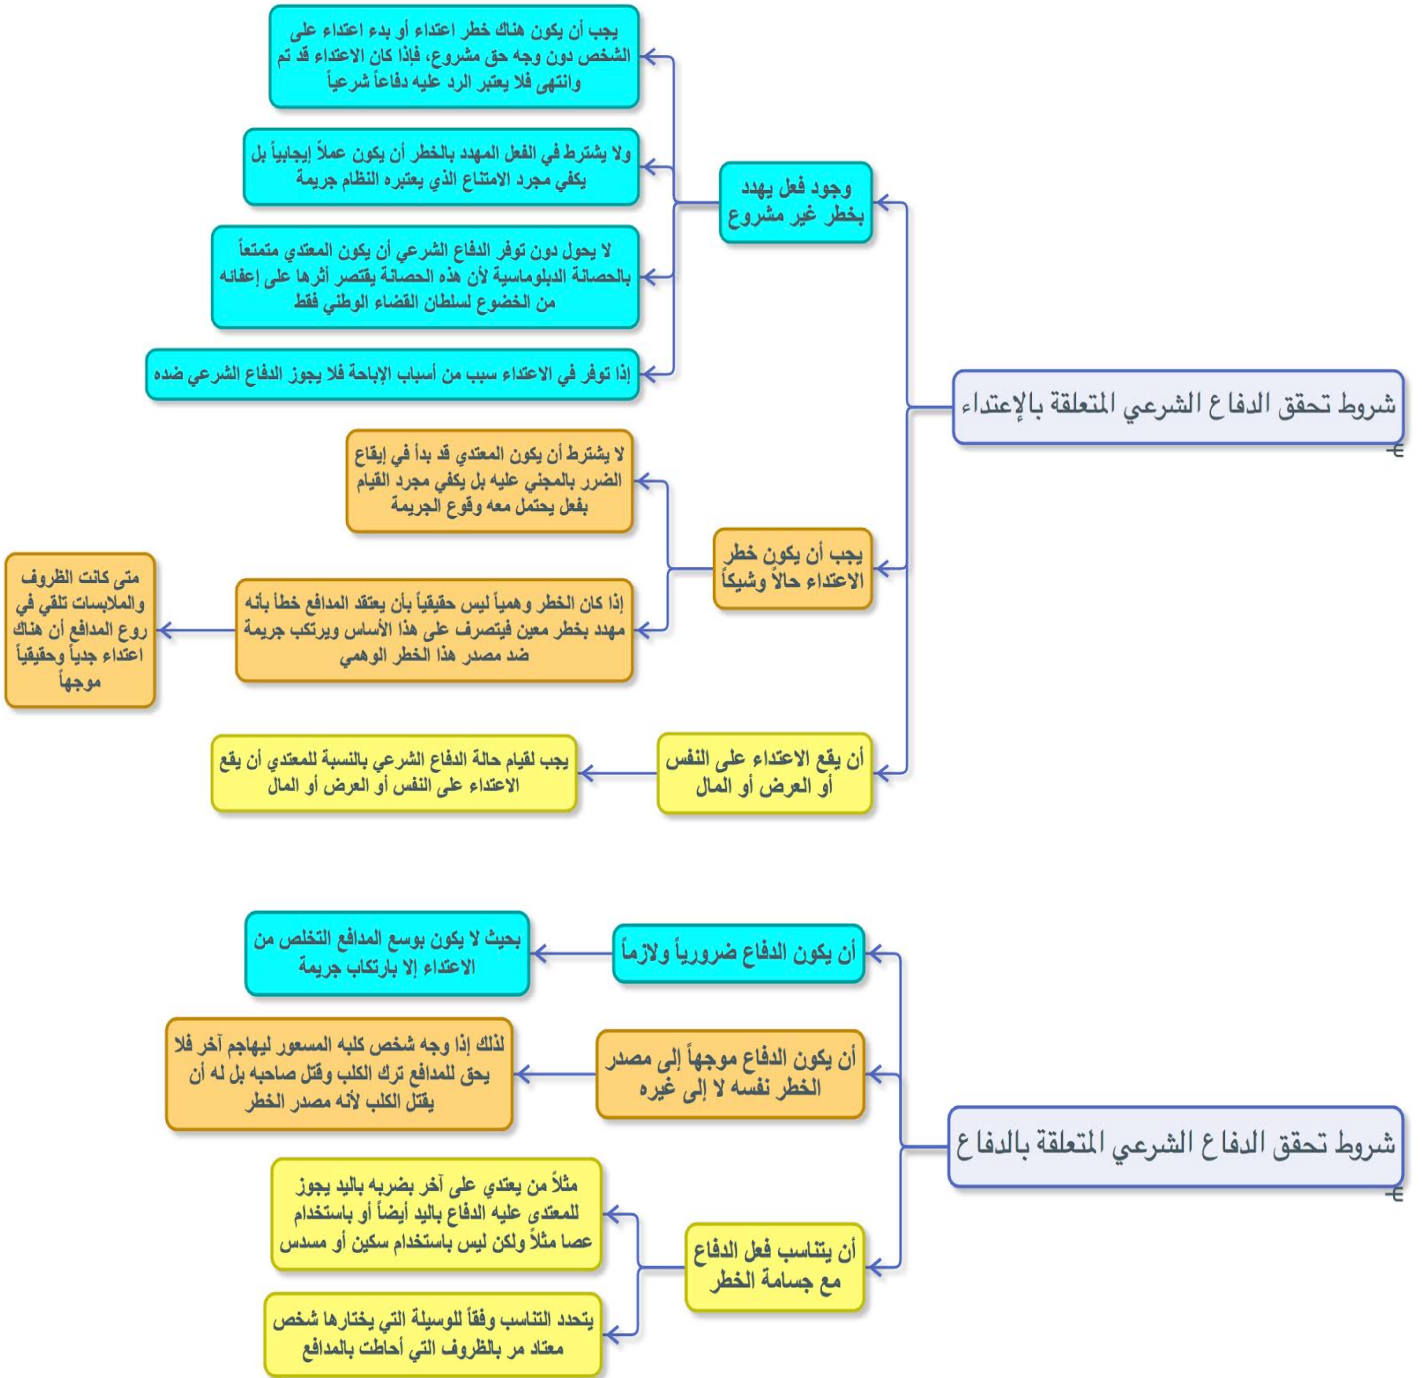 شروط تحقق الدفاع الشرعي المتعلقة بالإعتداء
وجود فعل يهدد
بخطر غير مشروع
يجب أن يكون هناك خطر اعتداء أو بدء اعتداء على
الشخص دون وجه حق مشروع، فإذا كان الاعتداء قد تم
وانتهى فلا يعتبر الرد عليه دفاعاً شرعياً
ولا يشترط في الفعل المهدد بالخطر أن يكون عملاً إيجابياً بل
يكفي مجرد الامتناع الذي يعتبره النظام جريمة
لا يحول دون توفر الدفاع الشرعي أن يكون المعتدي متمتعاً
بالحصانة الدبلوماسية لأن هذه الحصانة يقتصر أثرها على إعفائه
من الخضوع لسلطان القضاء الوطني فقط
إذا توفر في الاعتداء سبب من أسباب الإباحة فلا يجوز الدفاع الشرعي ضده
يجب أن يكون خطر
الاعتداء حالاً وشيكاً
لا يشترط أن يكون المعتدي قد بدأ في إيقاع
الضرر بالمجني عليه بل يكفي مجرد القيام
بفعل يحتمل معه وقوع الجريمة
إذا كان الخطر وهمياً ليس حقيقياً بأن يعتقد المدافع خطأ بأنه
مهدد بخطر معين فيتصرف على هذا الأساس ويرتكب جريمة
ضد مصدر هذا الخطر الوهمي
متى كانت الظروف
والملابسات تلقي في
روع المدافع أن هناك
اعتداء جدياً وحقيقياً
موجهاً
أن يقع الاعتداء على النفس
أو العرض أو المال
يجب لقيام حالة الدفاع الشرعي بالنسبة للمعتدي أن يقع
الاعتداء على النفس أو العرض أو المال
شروط تحقق الدفاع الشرعي المتعلقة بالدفاع
أن يكون الدفاع ضرورياً ولازماً
بحيث لا يكون بوسع المدافع التخلص من
الاعتداء إلا بارتكاب جريمة
أن يكون الدفاع موجهاً إلى مصدر
الخطر نفسه لا إلى غيره
لذلك إذا وجه شخص كلبه المسعور ليهاجم آخر فلا
يحق للمدافع ترك الكلب وقتل صاحبه بل له أن
يقتل الكلب لأنه مصدر الخطر
أن يتناسب فعل الدفاع
مع جسامة الخطر
مثلاً من يعتدي على آخر بضربه باليد يجوز
للمعتدى عليه الدفاع باليد أيضاً أو باستخدام
عصا مثلاً ولكن ليس باستخدام سكين أو مسدس
يتحدد التناسب وفقاً للوسيلة التي يختارها شخص
معتاد مر بالظروف التي أحاطت بالمدافع